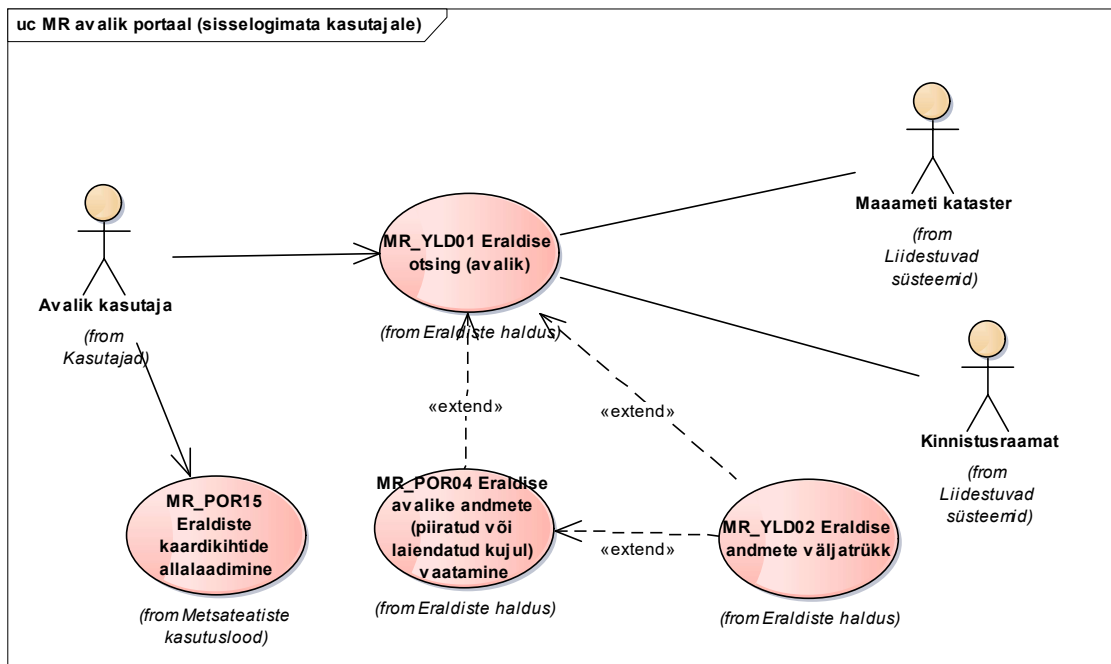 uc MR avalik portaal (sisselogimata kasutajale)
Avalik kasutaja
(from
Kasutajad)
MR_YLD01 Eraldise
otsing (avalik)
(from Eraldiste haldus)
Maaameti kataster
(from
Liidestuvad
süsteemid)
Kinnistusraamat
(from
Liidestuvad
süsteemid)
«extend»
«extend»
MR_POR15
Eraldiste
kaardikihtide
allalaadimine
(from Metsateatiste
kasutuslood)
MR_POR04 Eraldise
avalike andmete
(piiratud või
laiendatud kujul)
vaatamine
(from Eraldiste haldus)
«extend»
MR_YLD02 Eraldise
andmete väljatrükk
(from Eraldiste haldus)